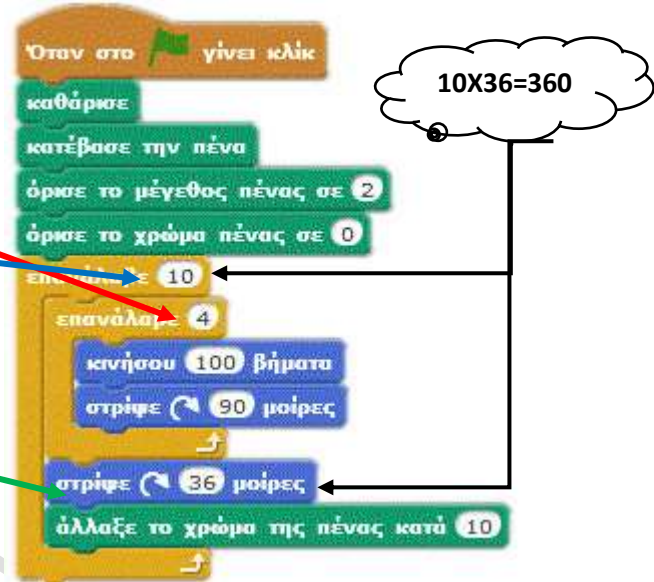 Όταν στο γίνει κλικ
10X36=360
καθάρισε
κατέβασε την πένα
όρισε το μέγεθος πένας σε 2
όρισε το χρώμα πένας σε 0
επανάλαβε 10
επανάλαβε 4
κινήσου 100 βήματα
στρίψε 90 μοίρες
στρίψε 36 μοίρες
άλλαξε το χρώμα της πένας κατά 10